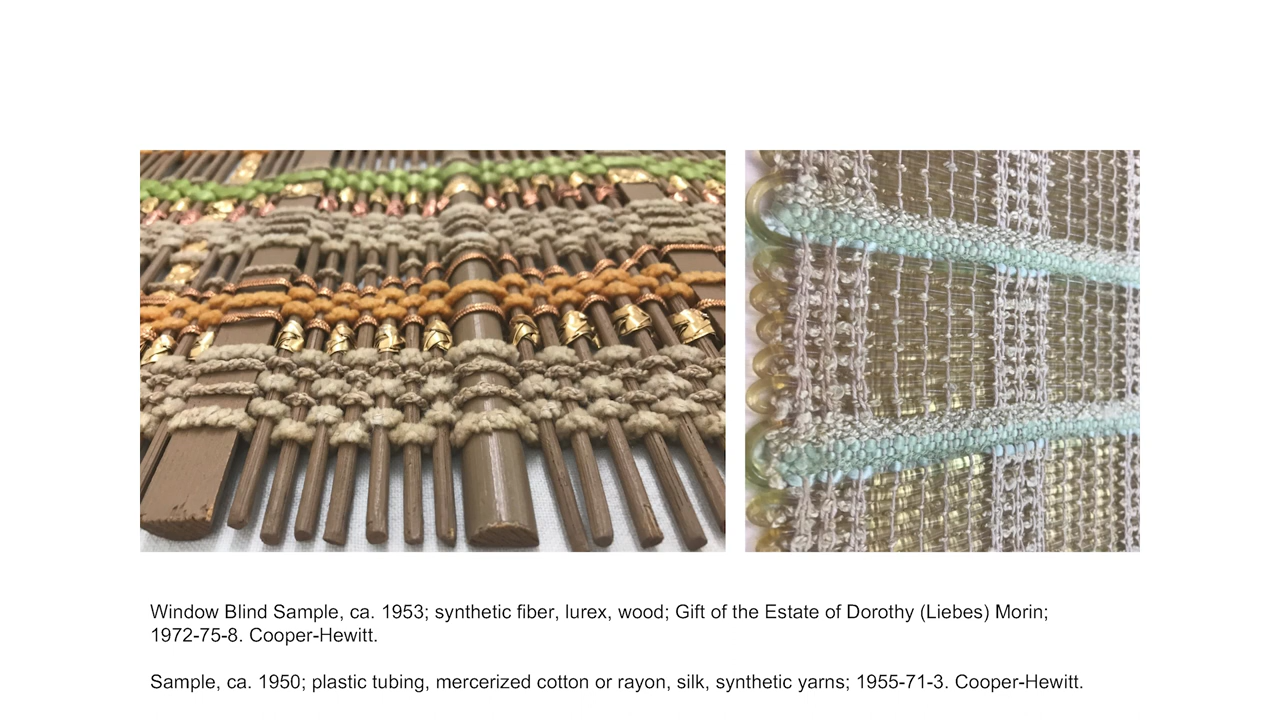 Window Blind Sample, ca. 1953; synthetic fiber, lurex, wood; Gift of the Estate of Dorothy (Liebes) Morin;
1972-75-8. Cooper-Hewitt.
Sample, ca. 1950; plastic tubing, mercerized cotton or rayon, silk, synthetic yarns; 1955-71-3. Cooper-Hewitt.